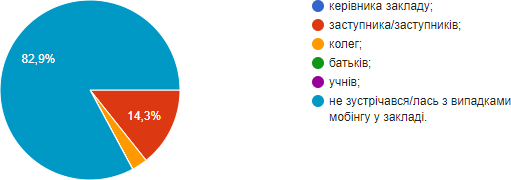 керівника закладу;
заступника/заступників;
колег;
батьків;
учнів;
не зустрічався/лась з випадками
мобінгу у закладі.
82,9%
14,3%